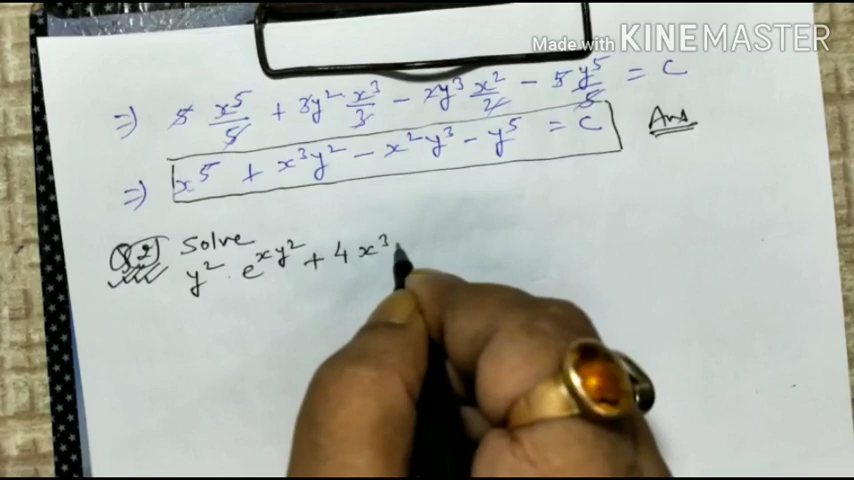 Made with KINEMASTER
⇒ 5 x⁵/5 + 3y² x³/3 − 2y³ x²/2 − 5 y⁵/5 = C
⇒ x⁵ + x³y² − x²y³ − y⁵ = C Ans
Q2) Solve
y² · e^{xy²} + 4x³